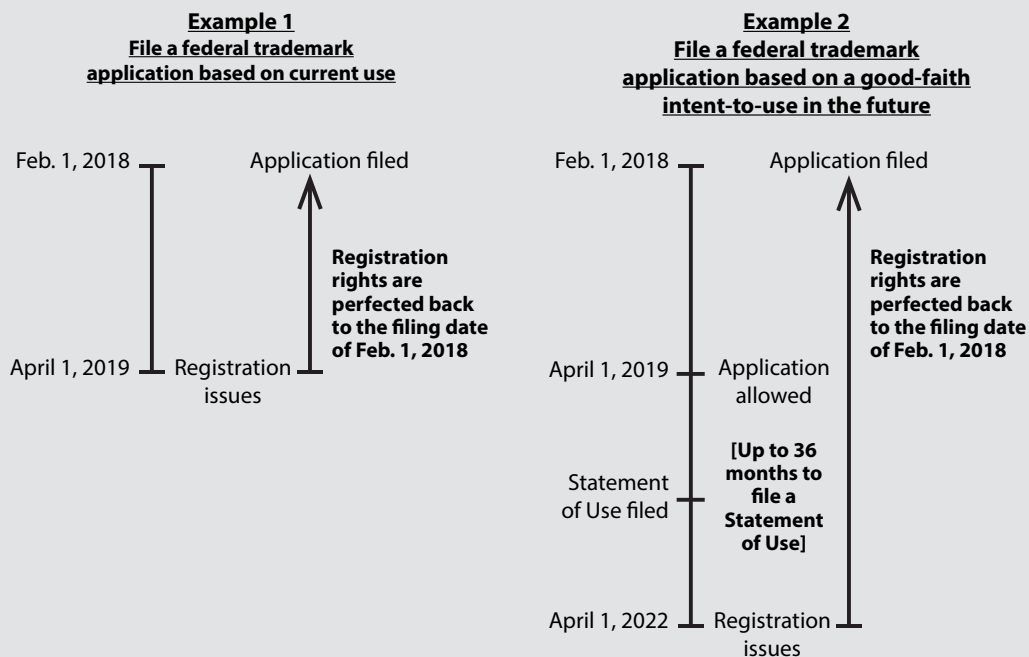 Example 1
File a federal trademark
application based on current use
Feb. 1, 2018
Application filed
Registration
rights are
perfected back
to the filing date
of Feb. 1, 2018
April 1, 2019
Registration
issues
Example 2
File a federal trademark
application based on a good-faith
intent-to-use in the future
Feb. 1, 2018
Application filed
Registration
rights are
perfected back
to the filing date
of Feb. 1, 2018
April 1, 2019
Application
allowed
[Up to 36
months to
file a
Statement
of Use]
Statement
of Use filed
April 1, 2022
Registration
issues